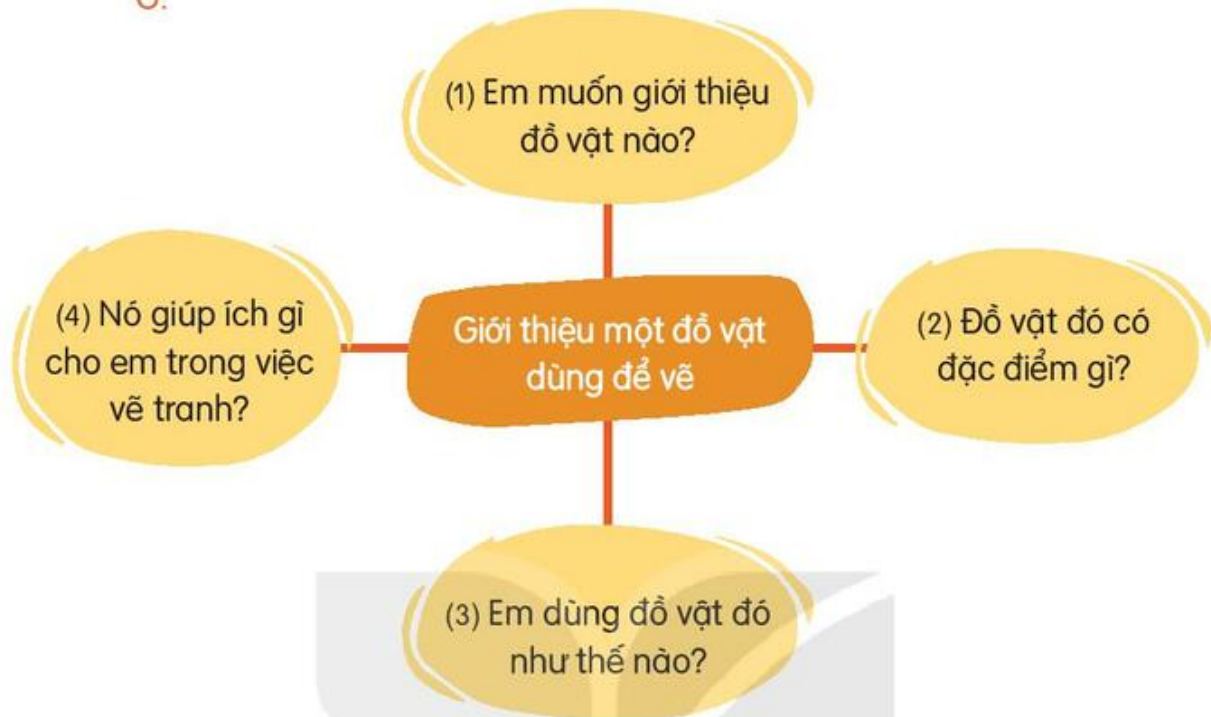 (1) Em muốn giới thiệu
đồ vật nào?
(4) Nó giúp ích gì
cho em trong việc
vẽ tranh?
Giới thiệu một đồ vật
dùng để vẽ
(2) Đồ vật đó có
đặc điểm gì?
(3) Em dùng đồ vật đó
như thế nào?